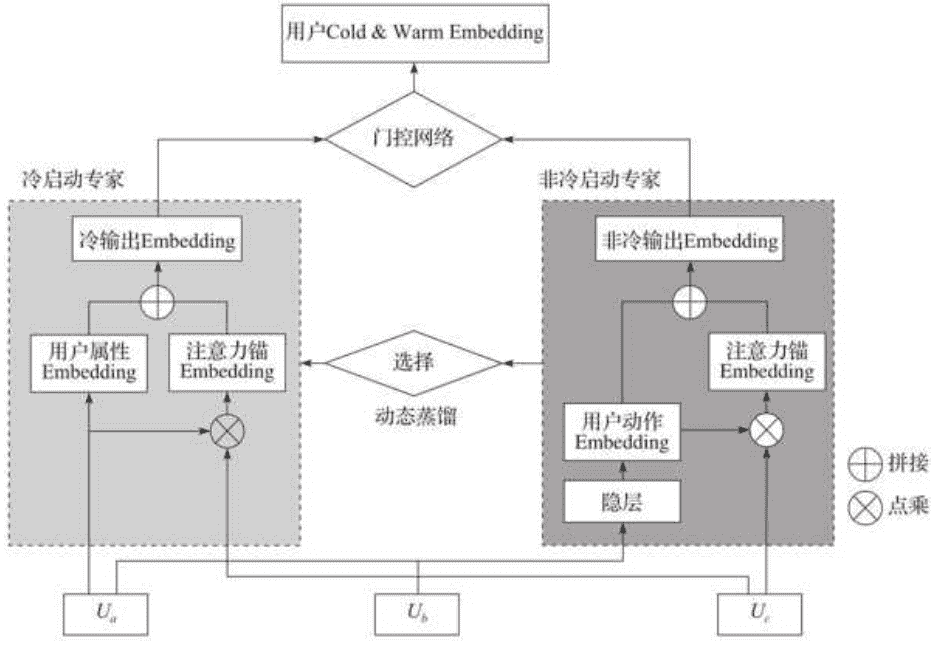 用户Cold & Warm Embedding
门控网络
冷启动专家
非冷启动专家
冷输出Embedding
非冷输出Embedding
用户属性
Embedding
注意力锚
Embedding
选择
动态蒸馏
注意力锚
Embedding
用户动作
Embedding
隐层
拼接
点乘
Ua
Ub
Uc